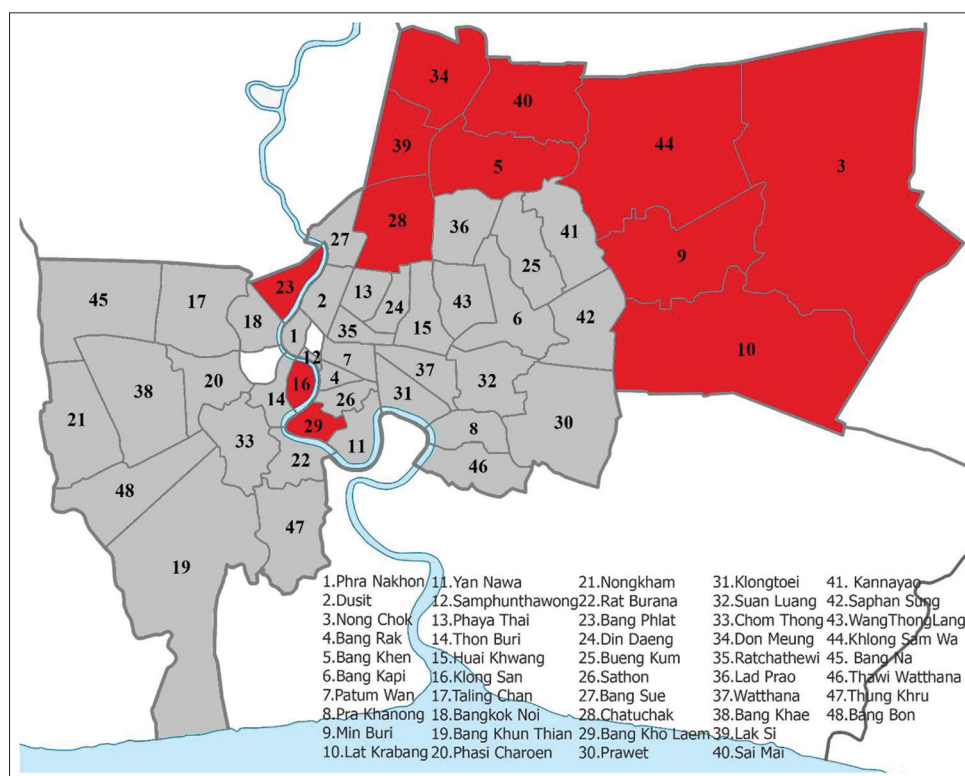 34
40
39
44
5
3
28
36
27
41
9
25
45
17
23
2
13
24
43
18
6
42
15
1
35
12
7
10
20
16
4
37
32
38
14
26
31
21
29
8
30
33
11
22
46
48
47
19
1.Phra Nakhon
2.Dusit
3.Nong Chok
4.Bang Rak
5.Bang Khen
6.Bang Kapi
7.Patum Wan
8.Pra Khanong
9.Min Buri
10.Lat Krabang
11.Yan Nawa
12.Samphunthawong
13.Phaya Thai
14.Thon Buri
15.Huai Khwang
16.Klong San
17.Taling Chan
18.Bangkok Noi
19.Bang Khun Thian
20.Phasi Charoen
21.Nongkham
22.Rat Burana
23.Bang Phlat
24.Din Daeng
25.Bueng Kum
26.Sathon
27.Bang Sue
28.Chatuchak
29.Bang Kho Laem
30.Prawet
31.Klongtoei
32.Suan Luang
33.Chom Thong
34.Don Meung
35.Ratchathewi
36.Lad Prao
37.Watthana
38.Bang Khae
39.Lak Si
40.Sai Mai
41. Kannayao
42.Saphan Sung
43.WangThongLang
44.Khlong Sam Wa
45. Bang Na
46.Thawi Watthana
47.Thung Khru
48.Bang Bon